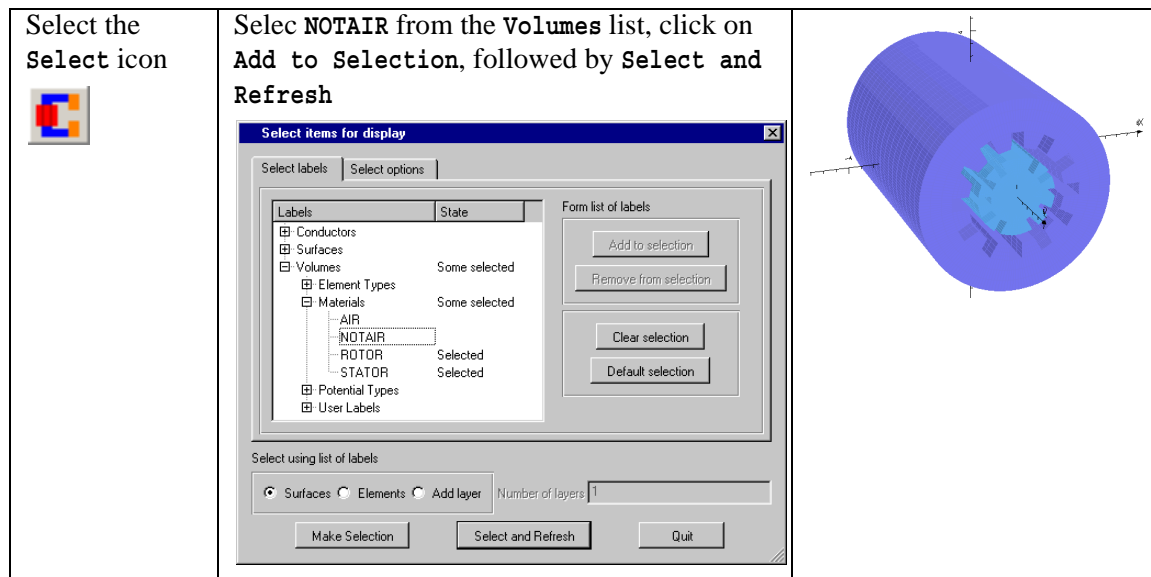 Select the
Select icon
Selec NOTAIR from the Volumes list, click on
Add to Selection, followed by Select and
Refresh
Select items for display
Select labels Select options
Labels State
Conductors
Surfaces
Volumes Some selected
Element Types
Materials Some selected
AIR
NOTAIR
ROTOR Selected
STATOR Selected
Potential Types
User Labels
Form list of labels
Add to selection
Remove from selection
Clear selection
Default selection
Select using list of labels
Surfaces Elements Add layer Number of layers 1
Make Selection Select and Refresh Quit